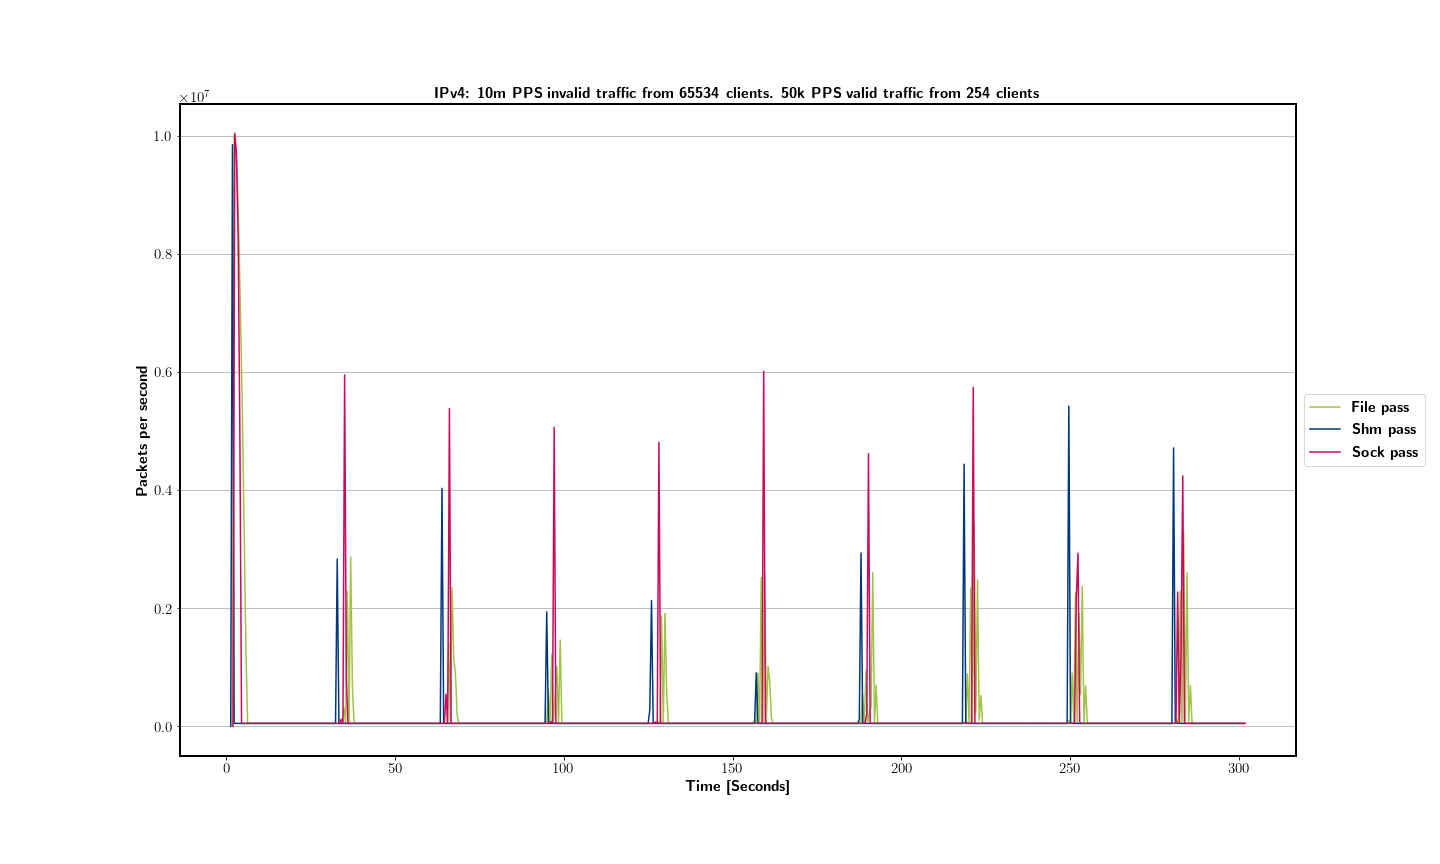 IPv4: 10m PPS invalid traffic from 65534 clients. 50k PPS valid traffic from 254 clients
×10⁷
1.0
0.8
0.6
0.4
0.2
0.0
Packets per second
0 50 100 150 200 250 300
Time [Seconds]
File pass
Shm pass
Sock pass